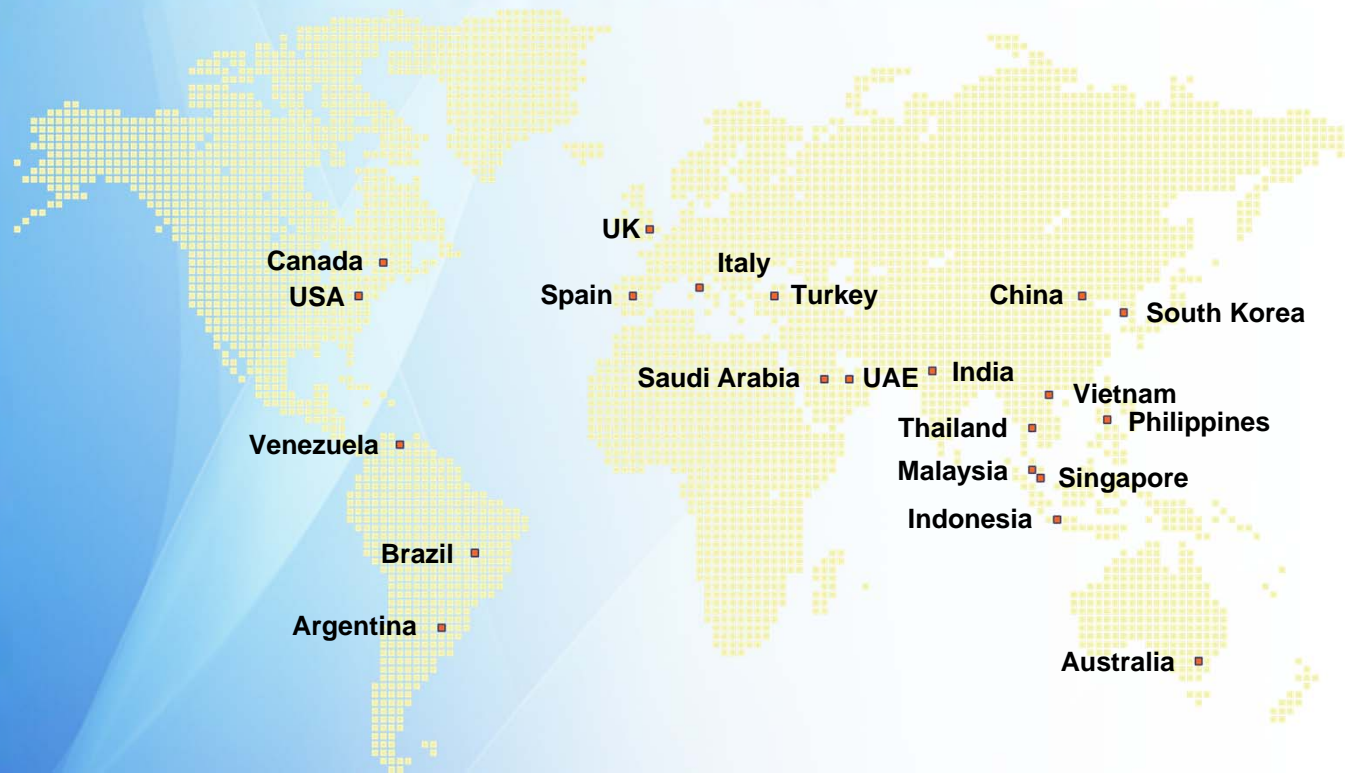 UK
Canada
Italy
USA
Spain
Turkey
China
South Korea
Saudi Arabia
UAE
India
Vietnam
Thailand
Philippines
Venezuela
Malaysia
Singapore
Indonesia
Brazil
Argentina
Australia